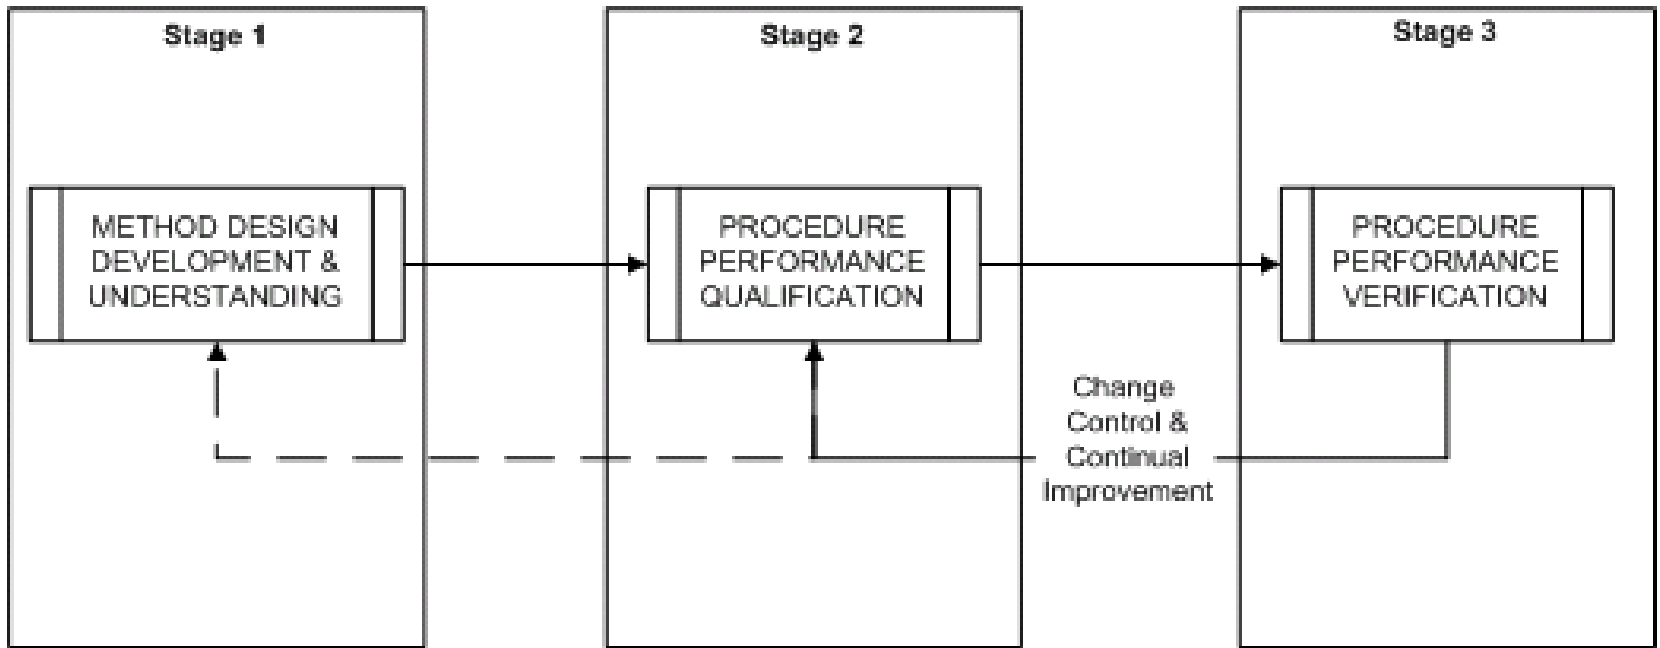 Stage 1
METHOD DESIGN
DEVELOPMENT &
UNDERSTANDING
Stage 2
PROCEDURE
PERFORMANCE
QUALIFICATION
Change
Control &
Continual
Improvement
Stage 3
PROCEDURE
PERFORMANCE
VERIFICATION